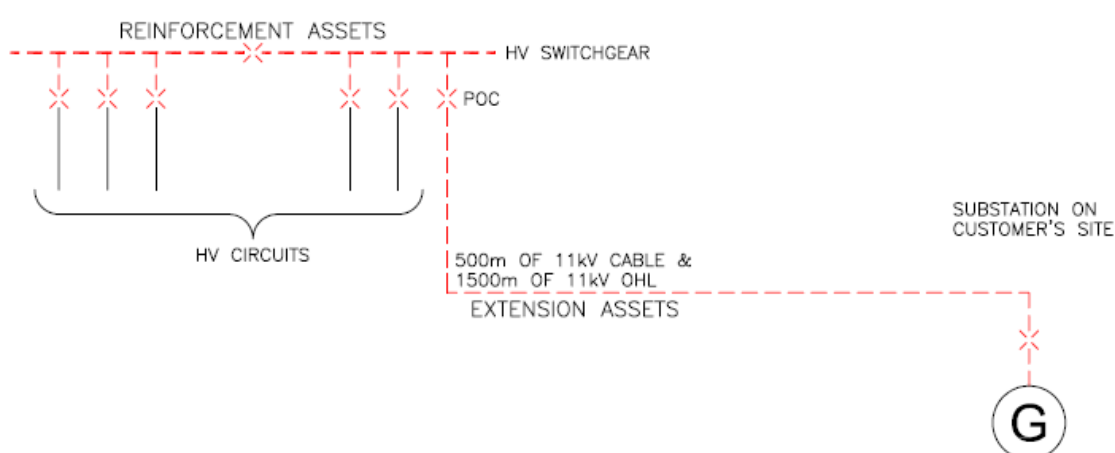 REINFORCEMENT ASSETS
HV SWITCHGEAR
POC
HV CIRCUITS
SUBSTATION ON
CUSTOMER'S SITE
500m OF 11kV CABLE &
1500m OF 11kV OHL
EXTENSION ASSETS
G